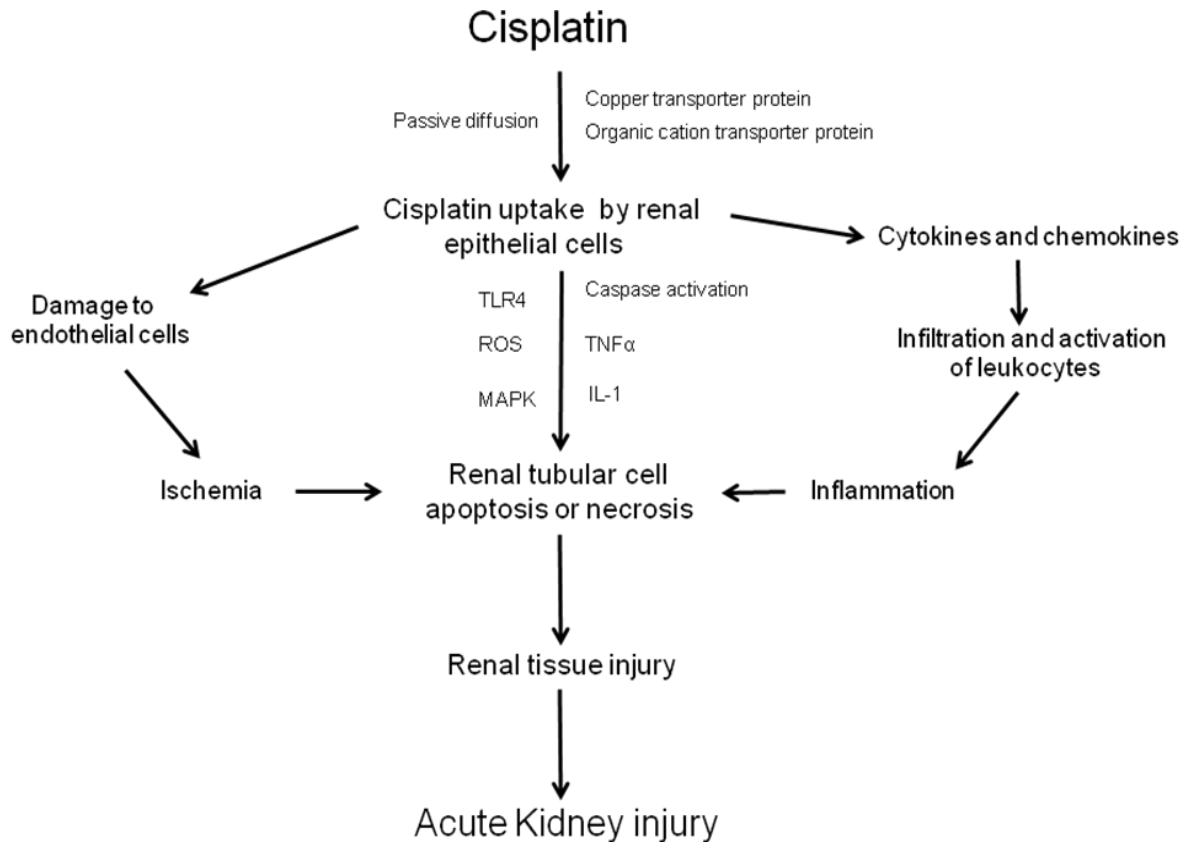 Cisplatin
Passive diffusion
Copper transporter protein
Organic cation transporter protein
Cisplatin uptake by renal
epithelial cells
Cytokines and chemokines
Damage to
endothelial cells
TLR4
Caspase activation
ROS
TNFα
MAPK
IL-1
Infiltration and activation
of leukocytes
Ischemia
Renal tubular cell
apoptosis or necrosis
Inflammation
Renal tissue injury
Acute Kidney injury